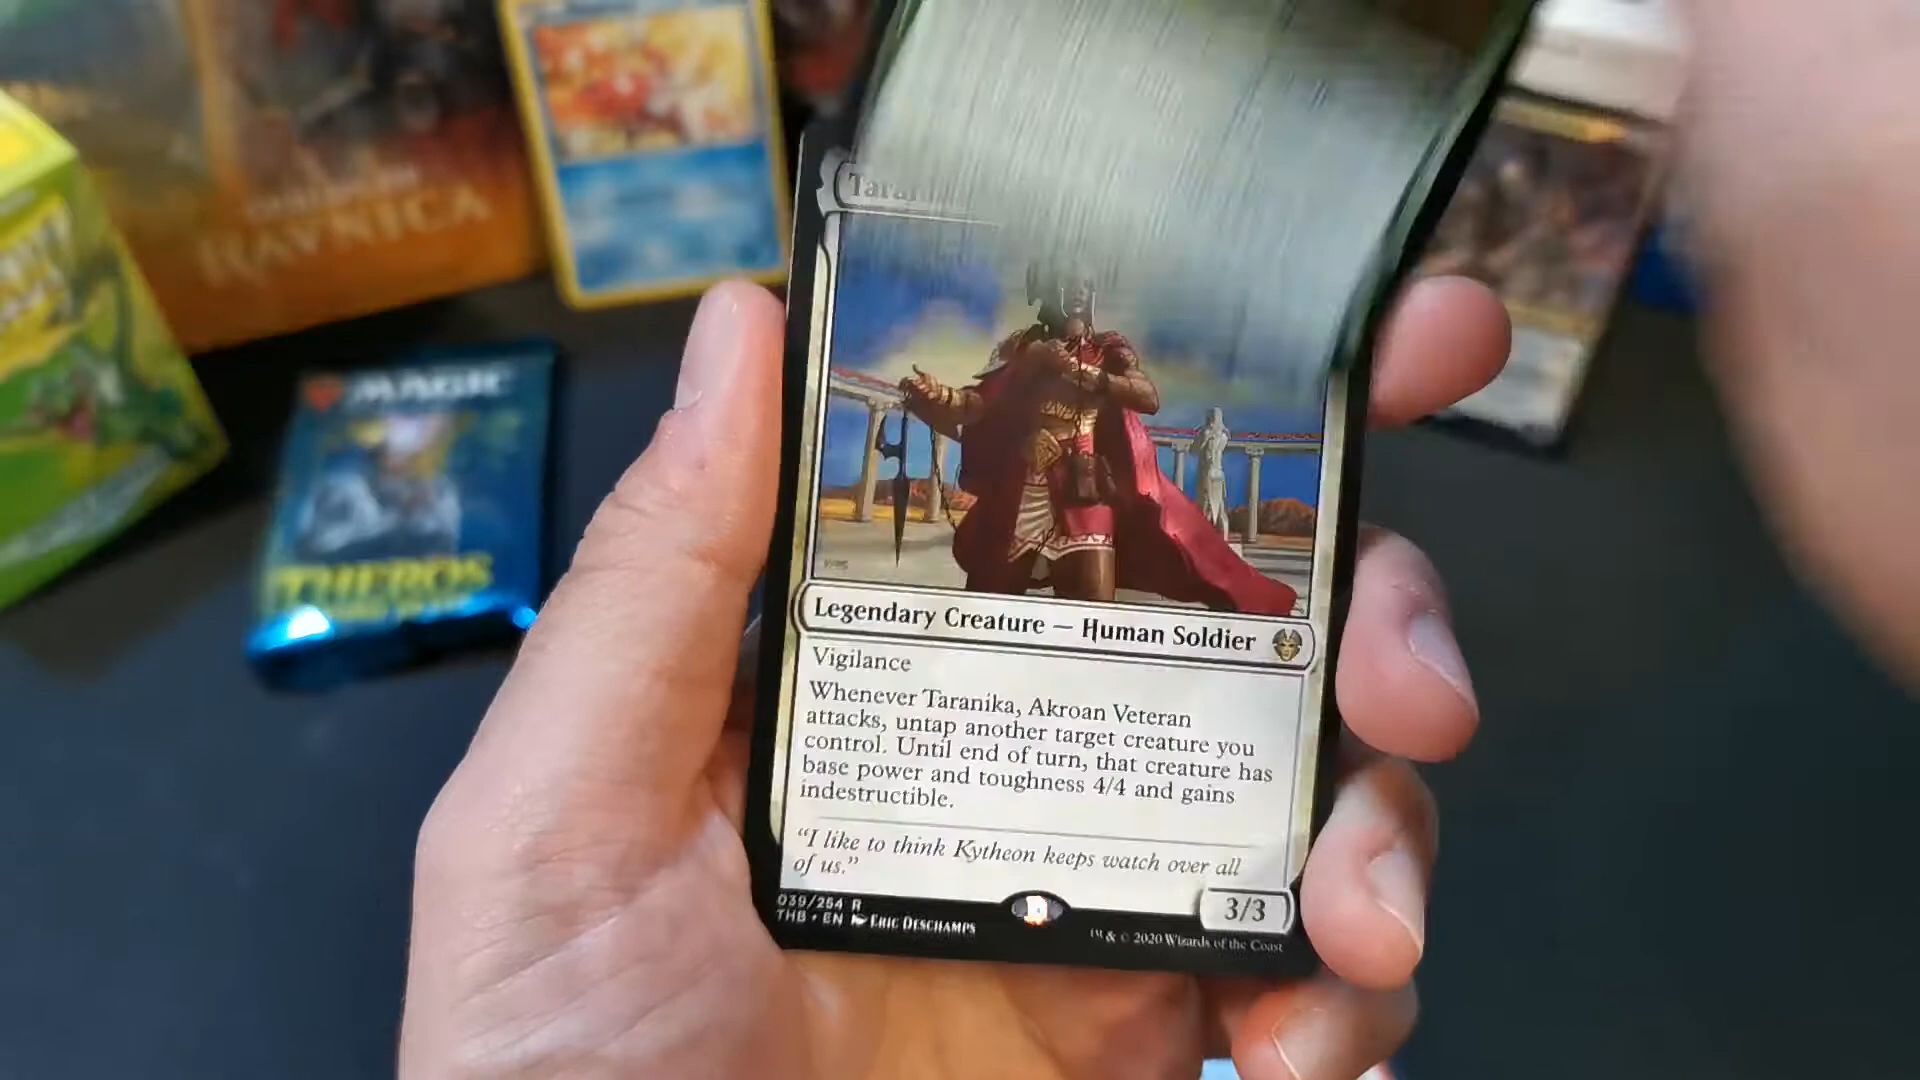 RAVNICA
MAGIC
THEROS
Legendary Creature — Human Soldier
Vigilance
Whenever Taranika, Akroan Veteran
attacks, untap another target creature you
control. Until end of turn, that creature has
base power and toughness 4/4 and gains
indestructible.
"I like to think Kytheon keeps watch over all
of us."
3/3
039/254 R
THB • EN Eric Deschamps
™ & © 2020 Wizards of the Coast